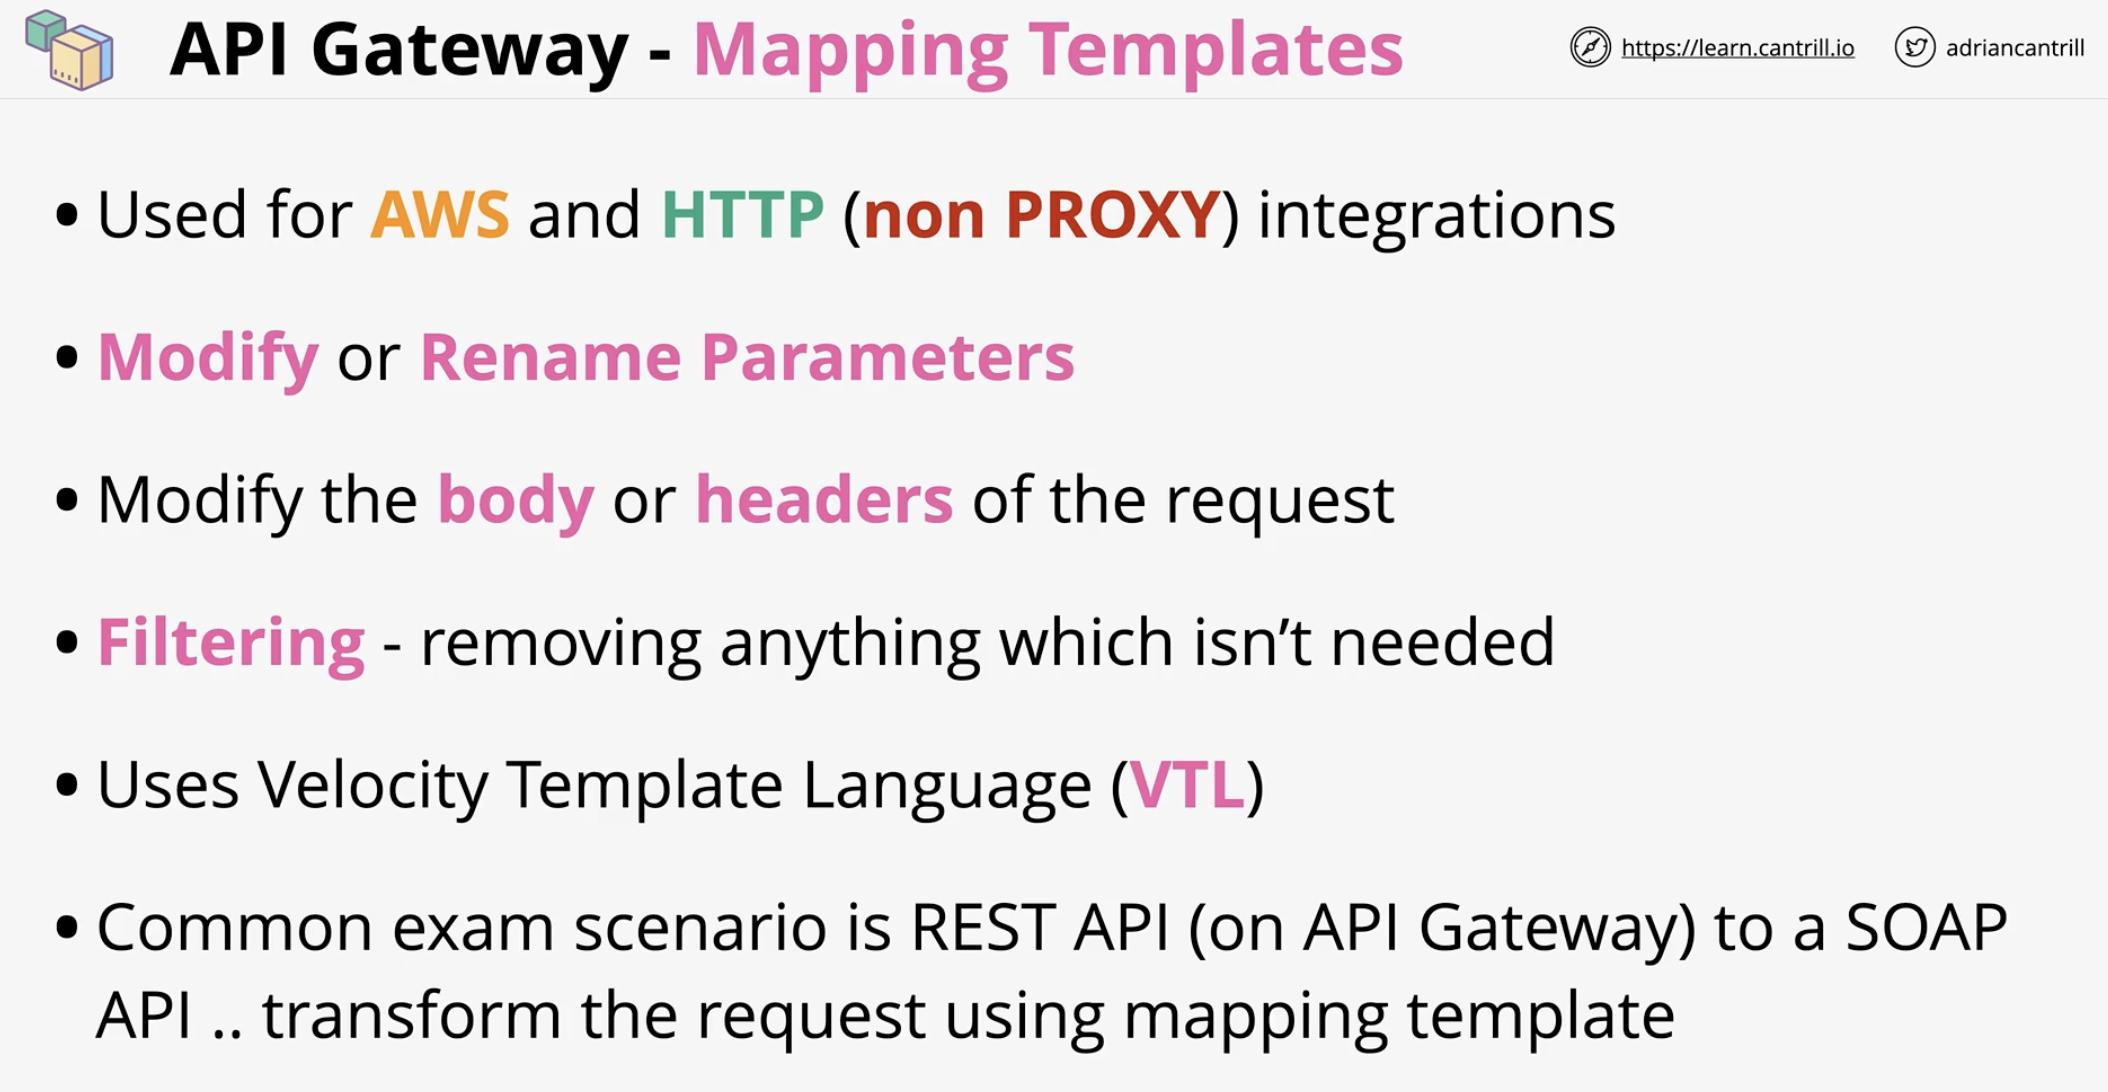 API Gateway - Mapping Templates
https://learn.cantrill.io
adriancantrill
• Used for AWS and HTTP (non PROXY) integrations
• Modify or Rename Parameters
• Modify the body or headers of the request
• Filtering - removing anything which isn’t needed
• Uses Velocity Template Language (VTL)
• Common exam scenario is REST API (on API Gateway) to a SOAP
API .. transform the request using mapping template